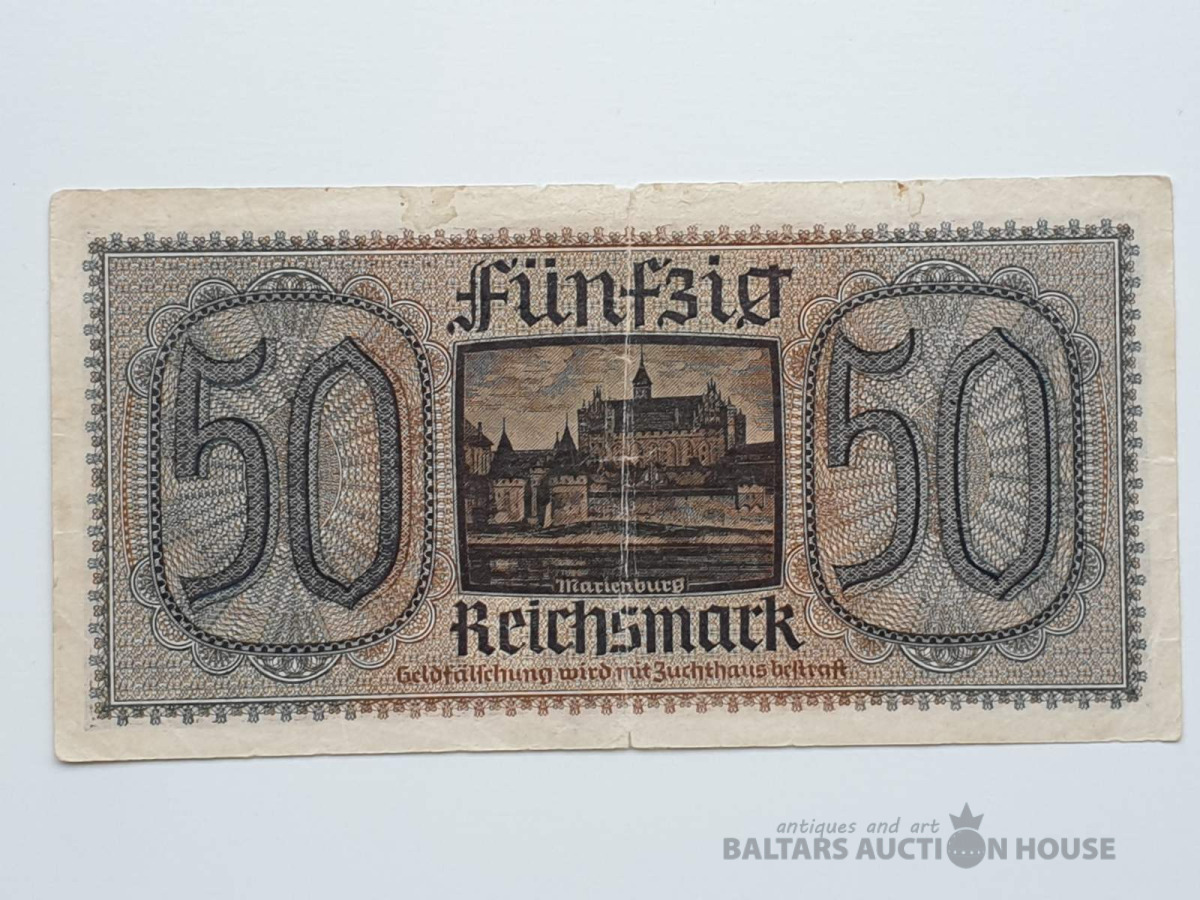 Fünfzig
50
50
Marienburg
Reichsmark
Geldfälschung wird mit Zuchthaus bestraft
antiques and art
BALTARS AUCTION HOUSE